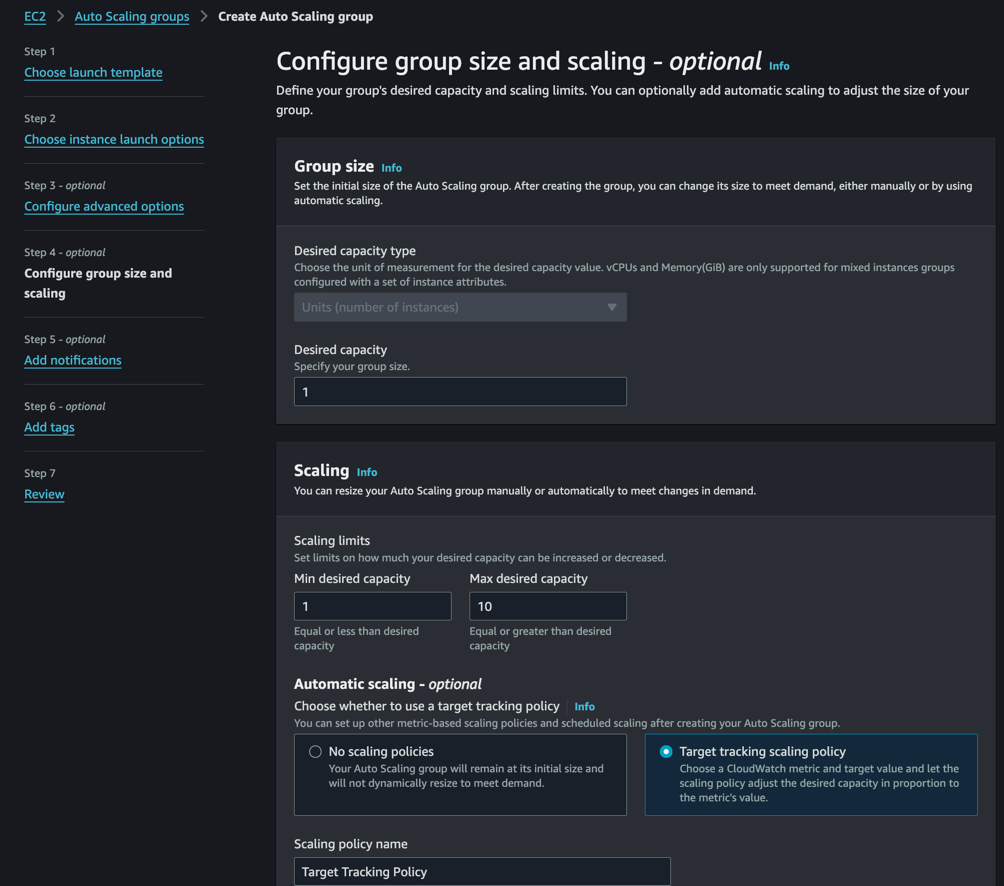 EC2 > Auto Scaling groups > Create Auto Scaling group
Step 1
Choose launch template
Step 2
Choose instance launch options
Step 3 - optional
Configure advanced options
Step 4 - optional
Configure group size and
scaling
Step 5 - optional
Add notifications
Step 6 - optional
Add tags
Step 7
Review
Configure group size and scaling - optional Info
Define your group's desired capacity and scaling limits. You can optionally add automatic scaling to adjust the size of your
group.
Group size Info
Set the initial size of the Auto Scaling group. After creating the group, you can change its size to meet demand, either manually or by using
automatic scaling.
Desired capacity type
Choose the unit of measurement for the desired capacity value. vCPUs and Memory(GiB) are only supported for mixed instances groups
configured with a set of instance attributes.
Units (number of instances)
Desired capacity
Specify your group size.
1
Scaling Info
You can resize your Auto Scaling group manually or automatically to meet changes in demand.
Scaling limits
Set limits on how much your desired capacity can be increased or decreased.
Min desired capacity
1
Equal or less than desired
capacity
Max desired capacity
10
Equal or greater than desired
capacity
Automatic scaling - optional
Choose whether to use a target tracking policy Info
You can set up other metric-based scaling policies and scheduled scaling after creating your Auto Scaling group.
No scaling policies
Your Auto Scaling group will remain at its initial size and
will not dynamically resize to meet demand.
Target tracking scaling policy
Choose a CloudWatch metric and target value and let the
scaling policy adjust the desired capacity in proportion to
the metric's value.
Scaling policy name
Target Tracking Policy